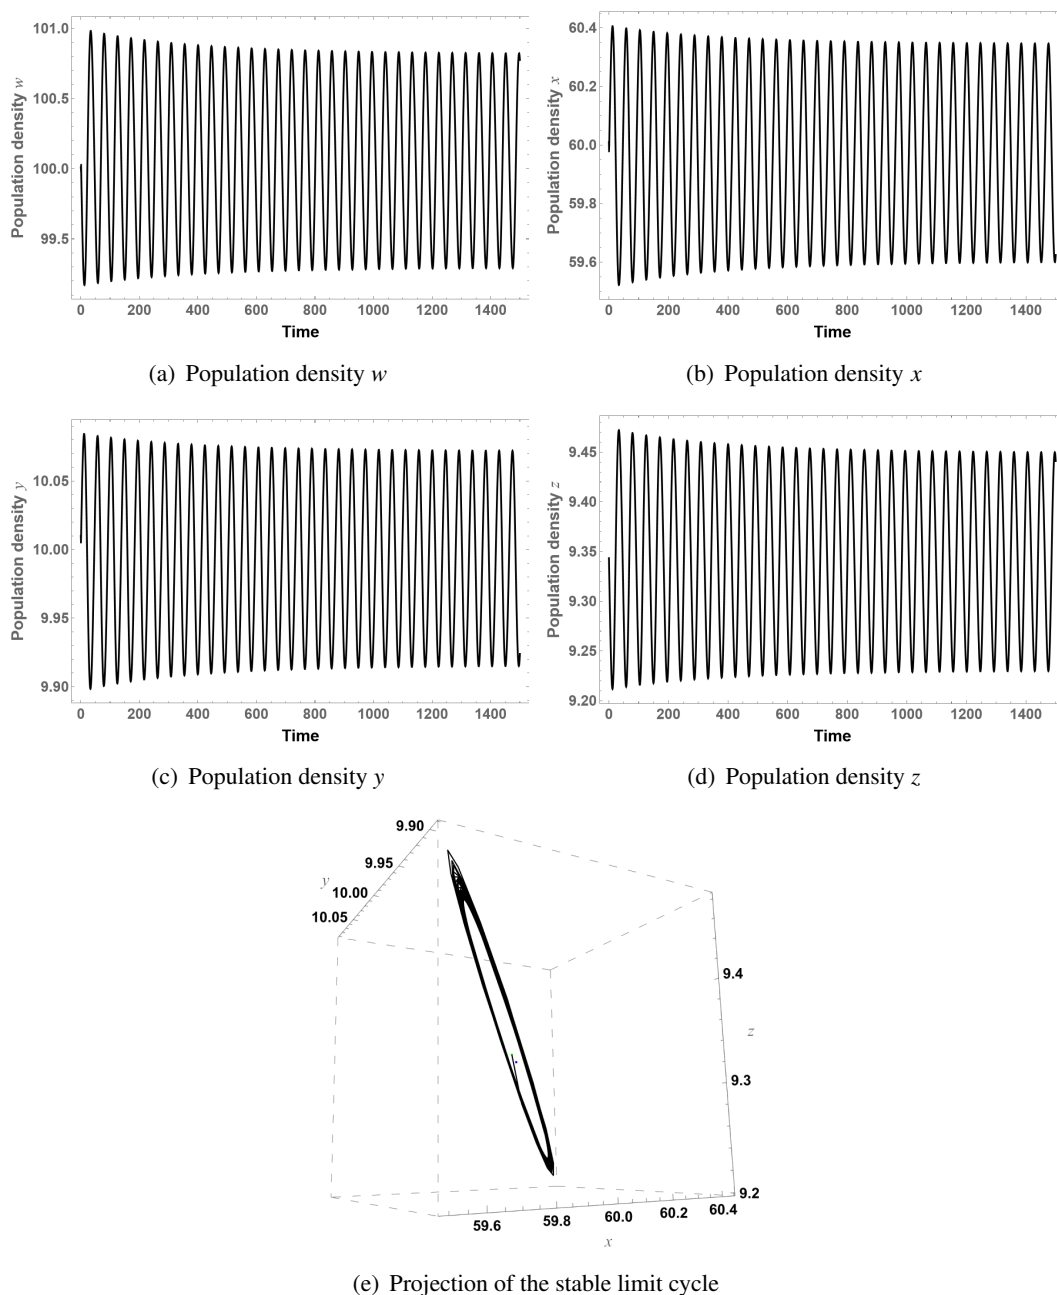 101.0
100.5
100.0
99.5
Population density w
0 200 400 600 800 1000 1200 1400
Time
(a) Population density w
60.4
60.2
60.0
59.8
59.6
Population density x
0 200 400 600 800 1000 1200 1400
Time
(b) Population density x
10.05
10.00
9.95
9.90
Population density y
0 200 400 600 800 1000 1200 1400
Time
(c) Population density y
9.45
9.40
9.35
9.30
9.25
9.20
Population density z
0 200 400 600 800 1000 1200 1400
Time
(d) Population density z
9.90
9.95
y
10.00
10.05
9.4
z
9.3
9.2
59.6 59.8 60.0 60.2 60.4
x
(e) Projection of the stable limit cycle